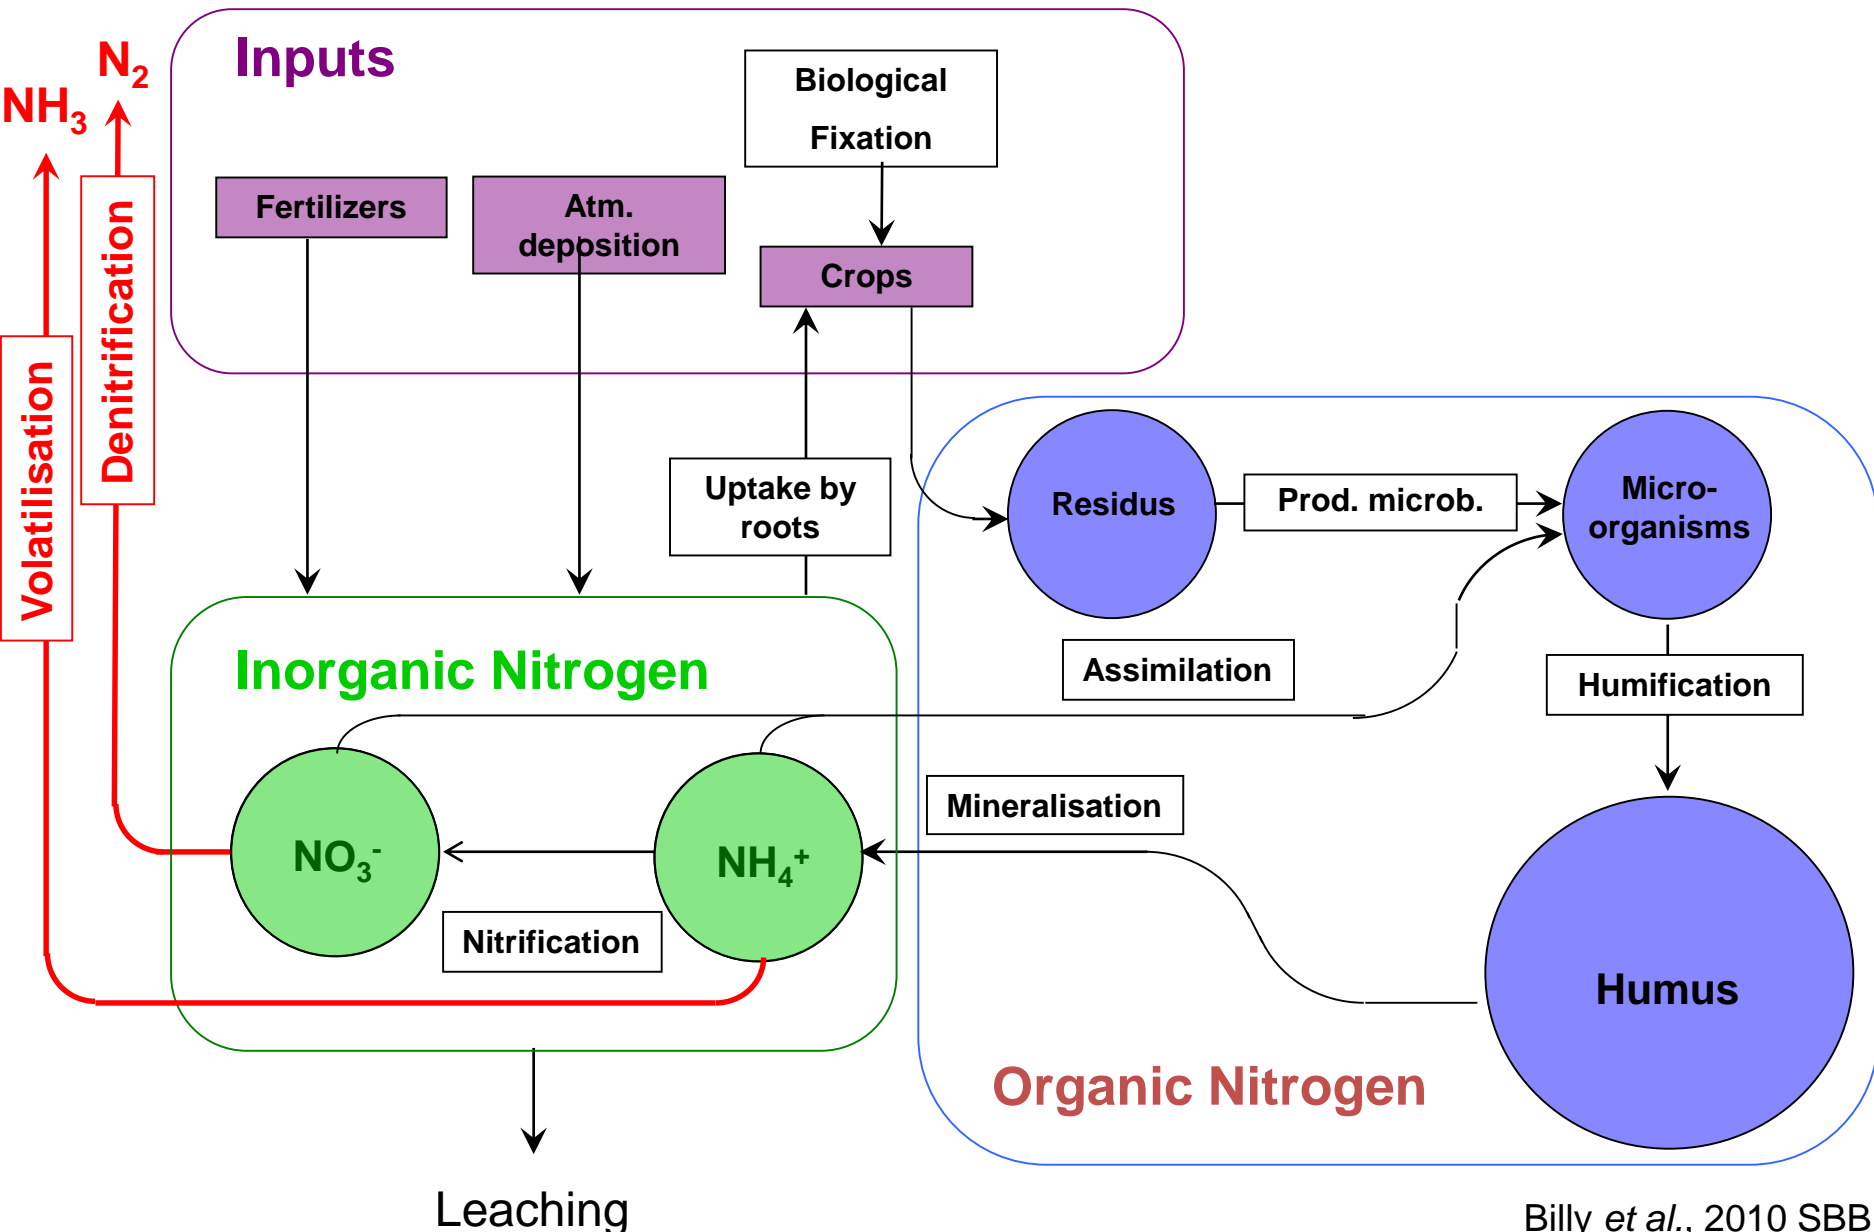 Inputs
N2
NH3
Biological
Fixation
Fertilizers
Atm.
deposition
Crops
Denitrification
Volatilisation
Uptake by
roots
Residus
Prod. microb.
Micro-
organisms
Assimilation
Humification
Inorganic Nitrogen
Mineralisation
NO3-
NH4+
Nitrification
Humus
Organic Nitrogen
Leaching
Billy et al., 2010 SBB